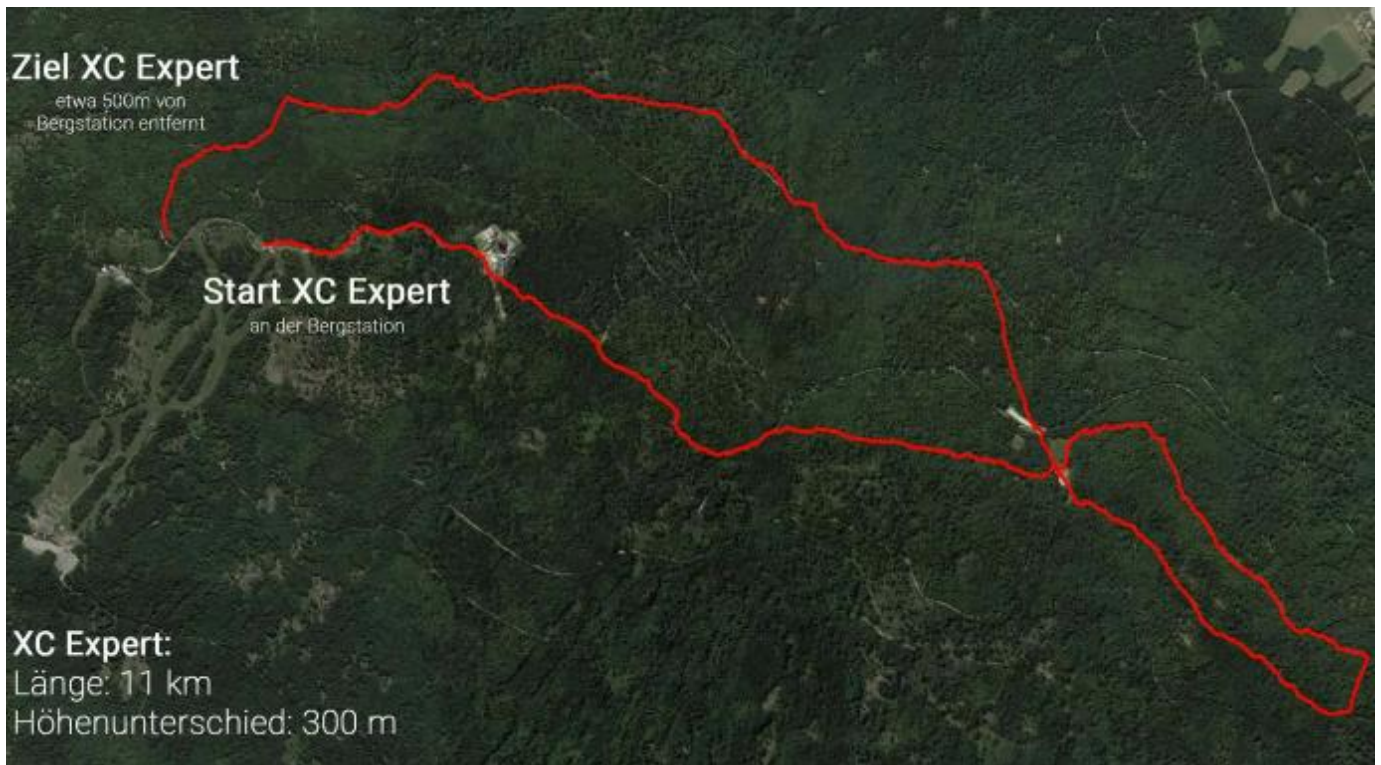 Ziel XC Expert
etwa 500m von
Bergstation entfernt
Start XC Expert
an der Bergstation
XC Expert:
Länge: 11 km
Höhenunterschied: 300 m